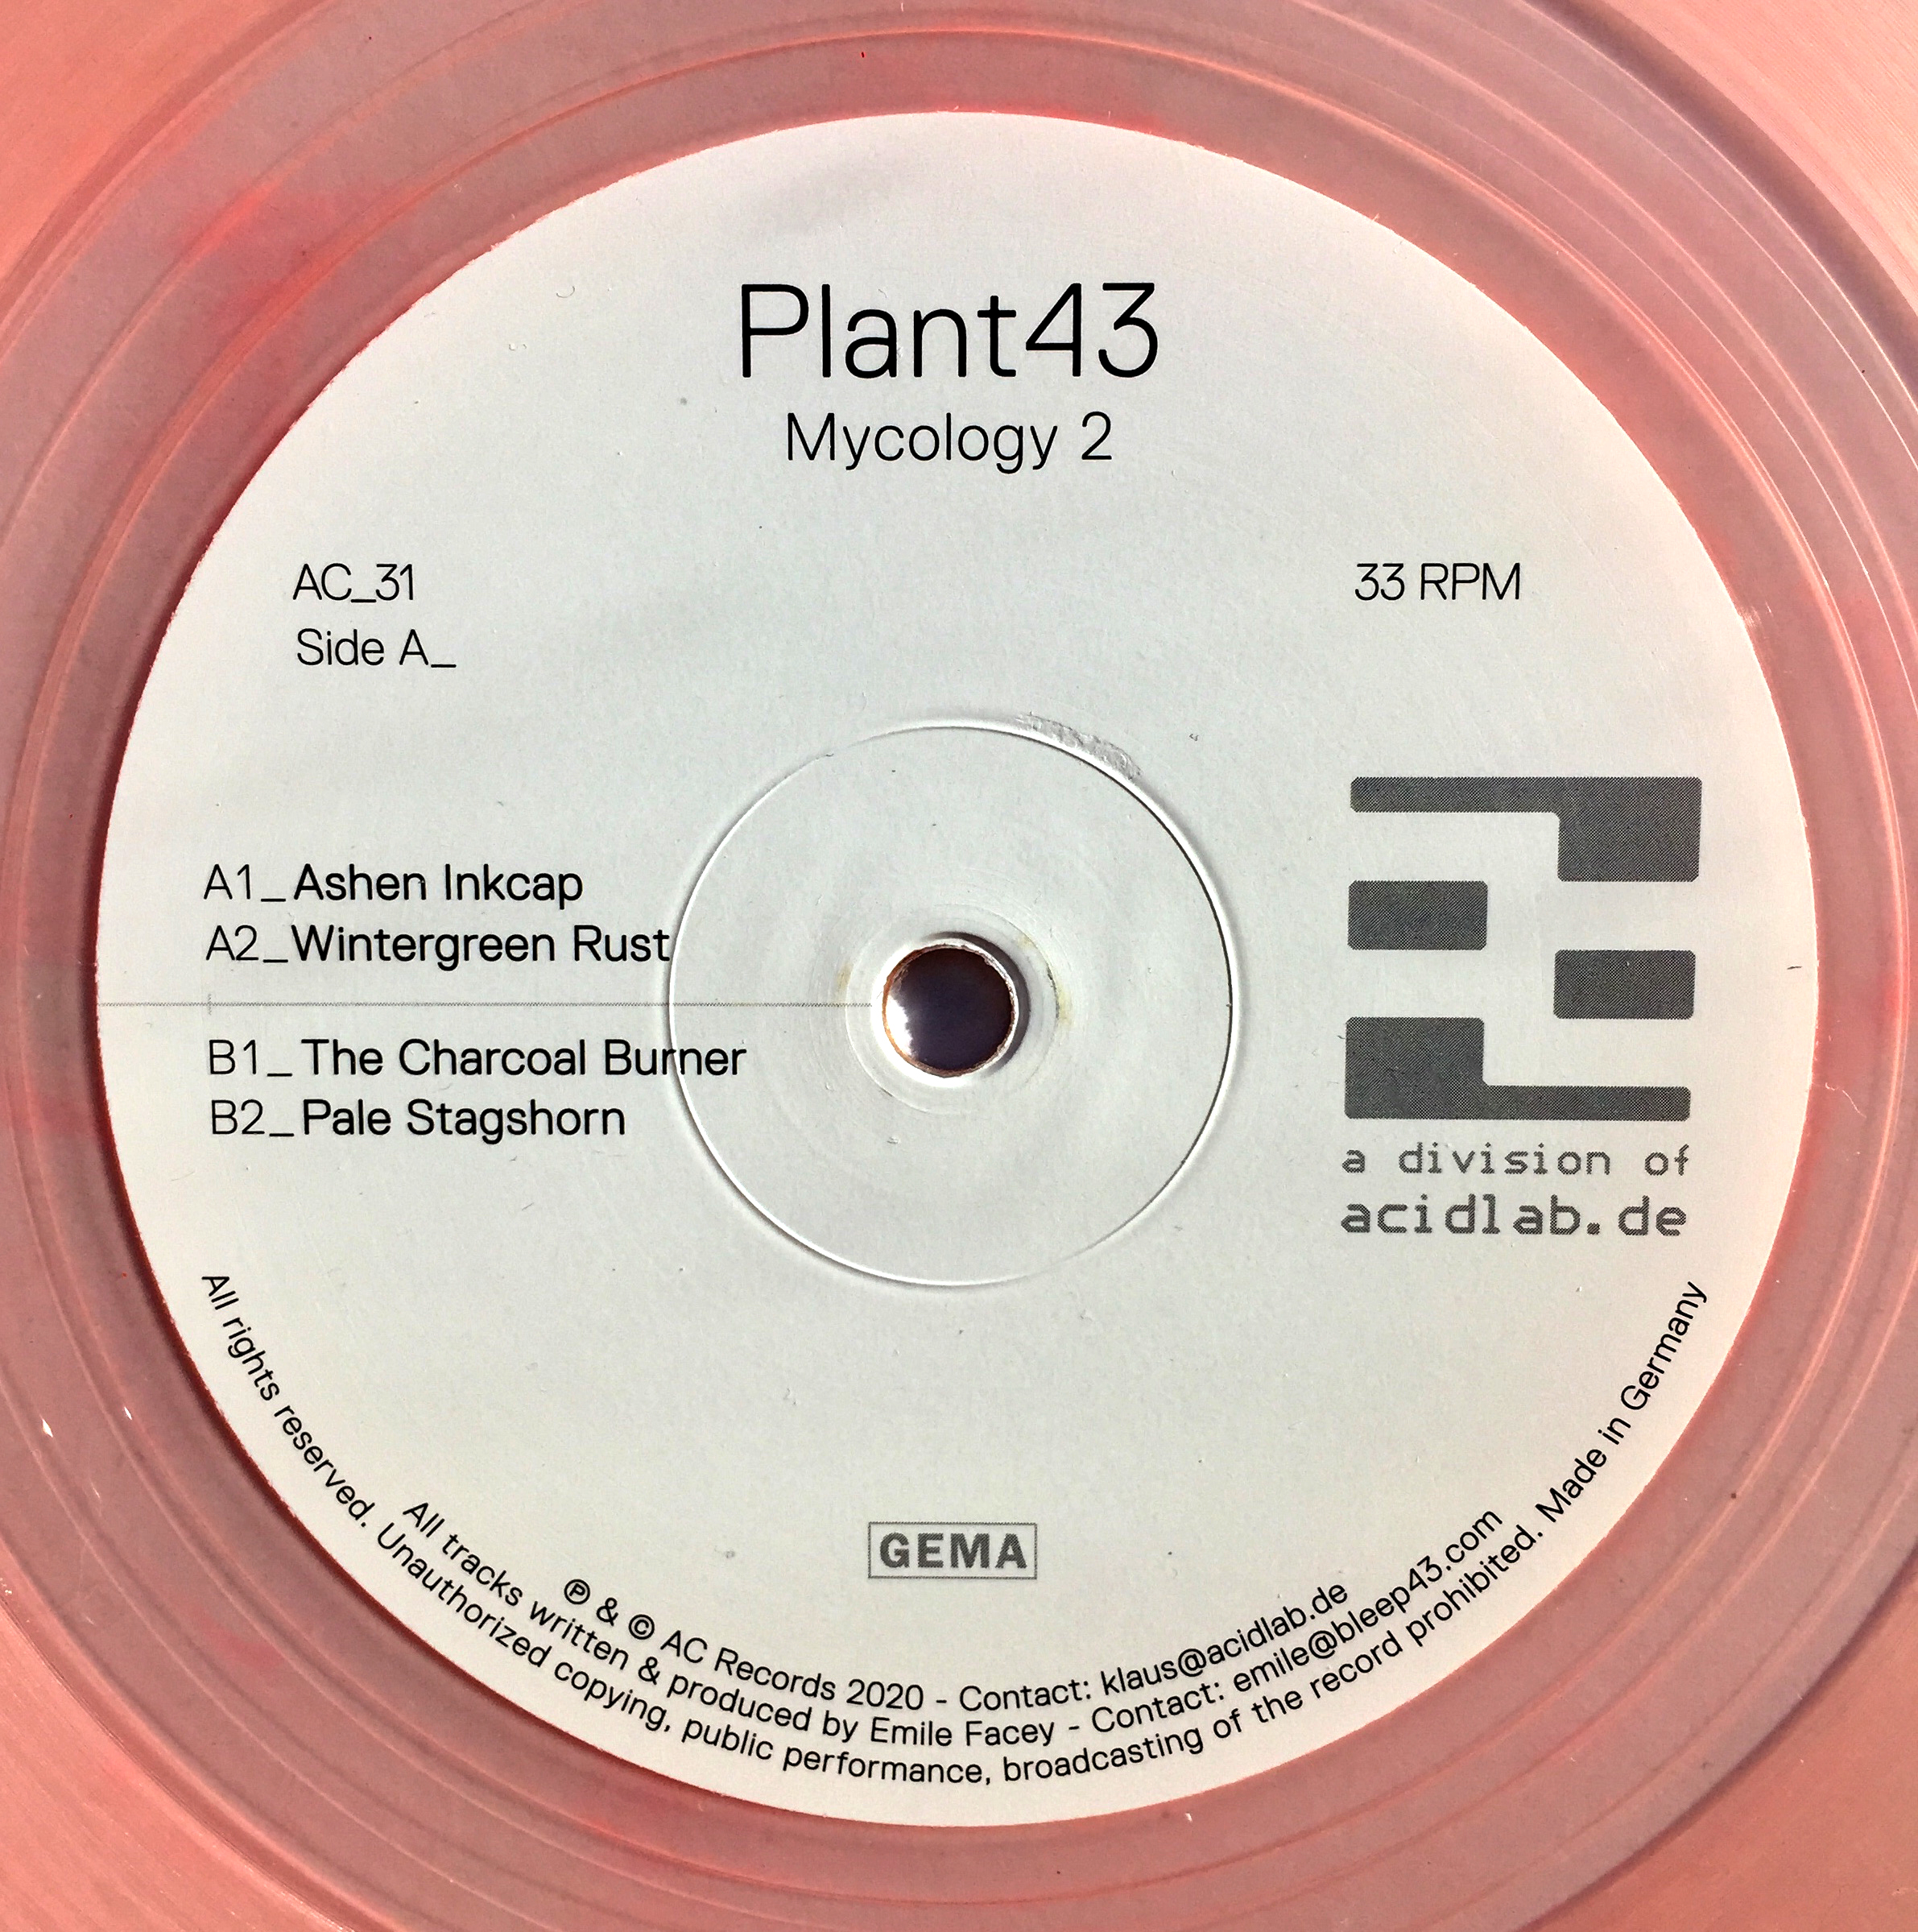 Plant43
Mycology 2
AC_31
Side A_
33 RPM
A1_Ashen Inkcap
A2_Wintergreen Rust
B1_The Charcoal Burner
B2_Pale Stagshorn
a division of
acidlab.de
GEMA
℗ & © AC Records 2020 - Contact: klaus@acidlab.de
All tracks written & produced by Emile Facey - Contact: emile@bleep43.com
All rights reserved. Unauthorized copying, public performance, broadcasting of the record prohibited. Made in Germany